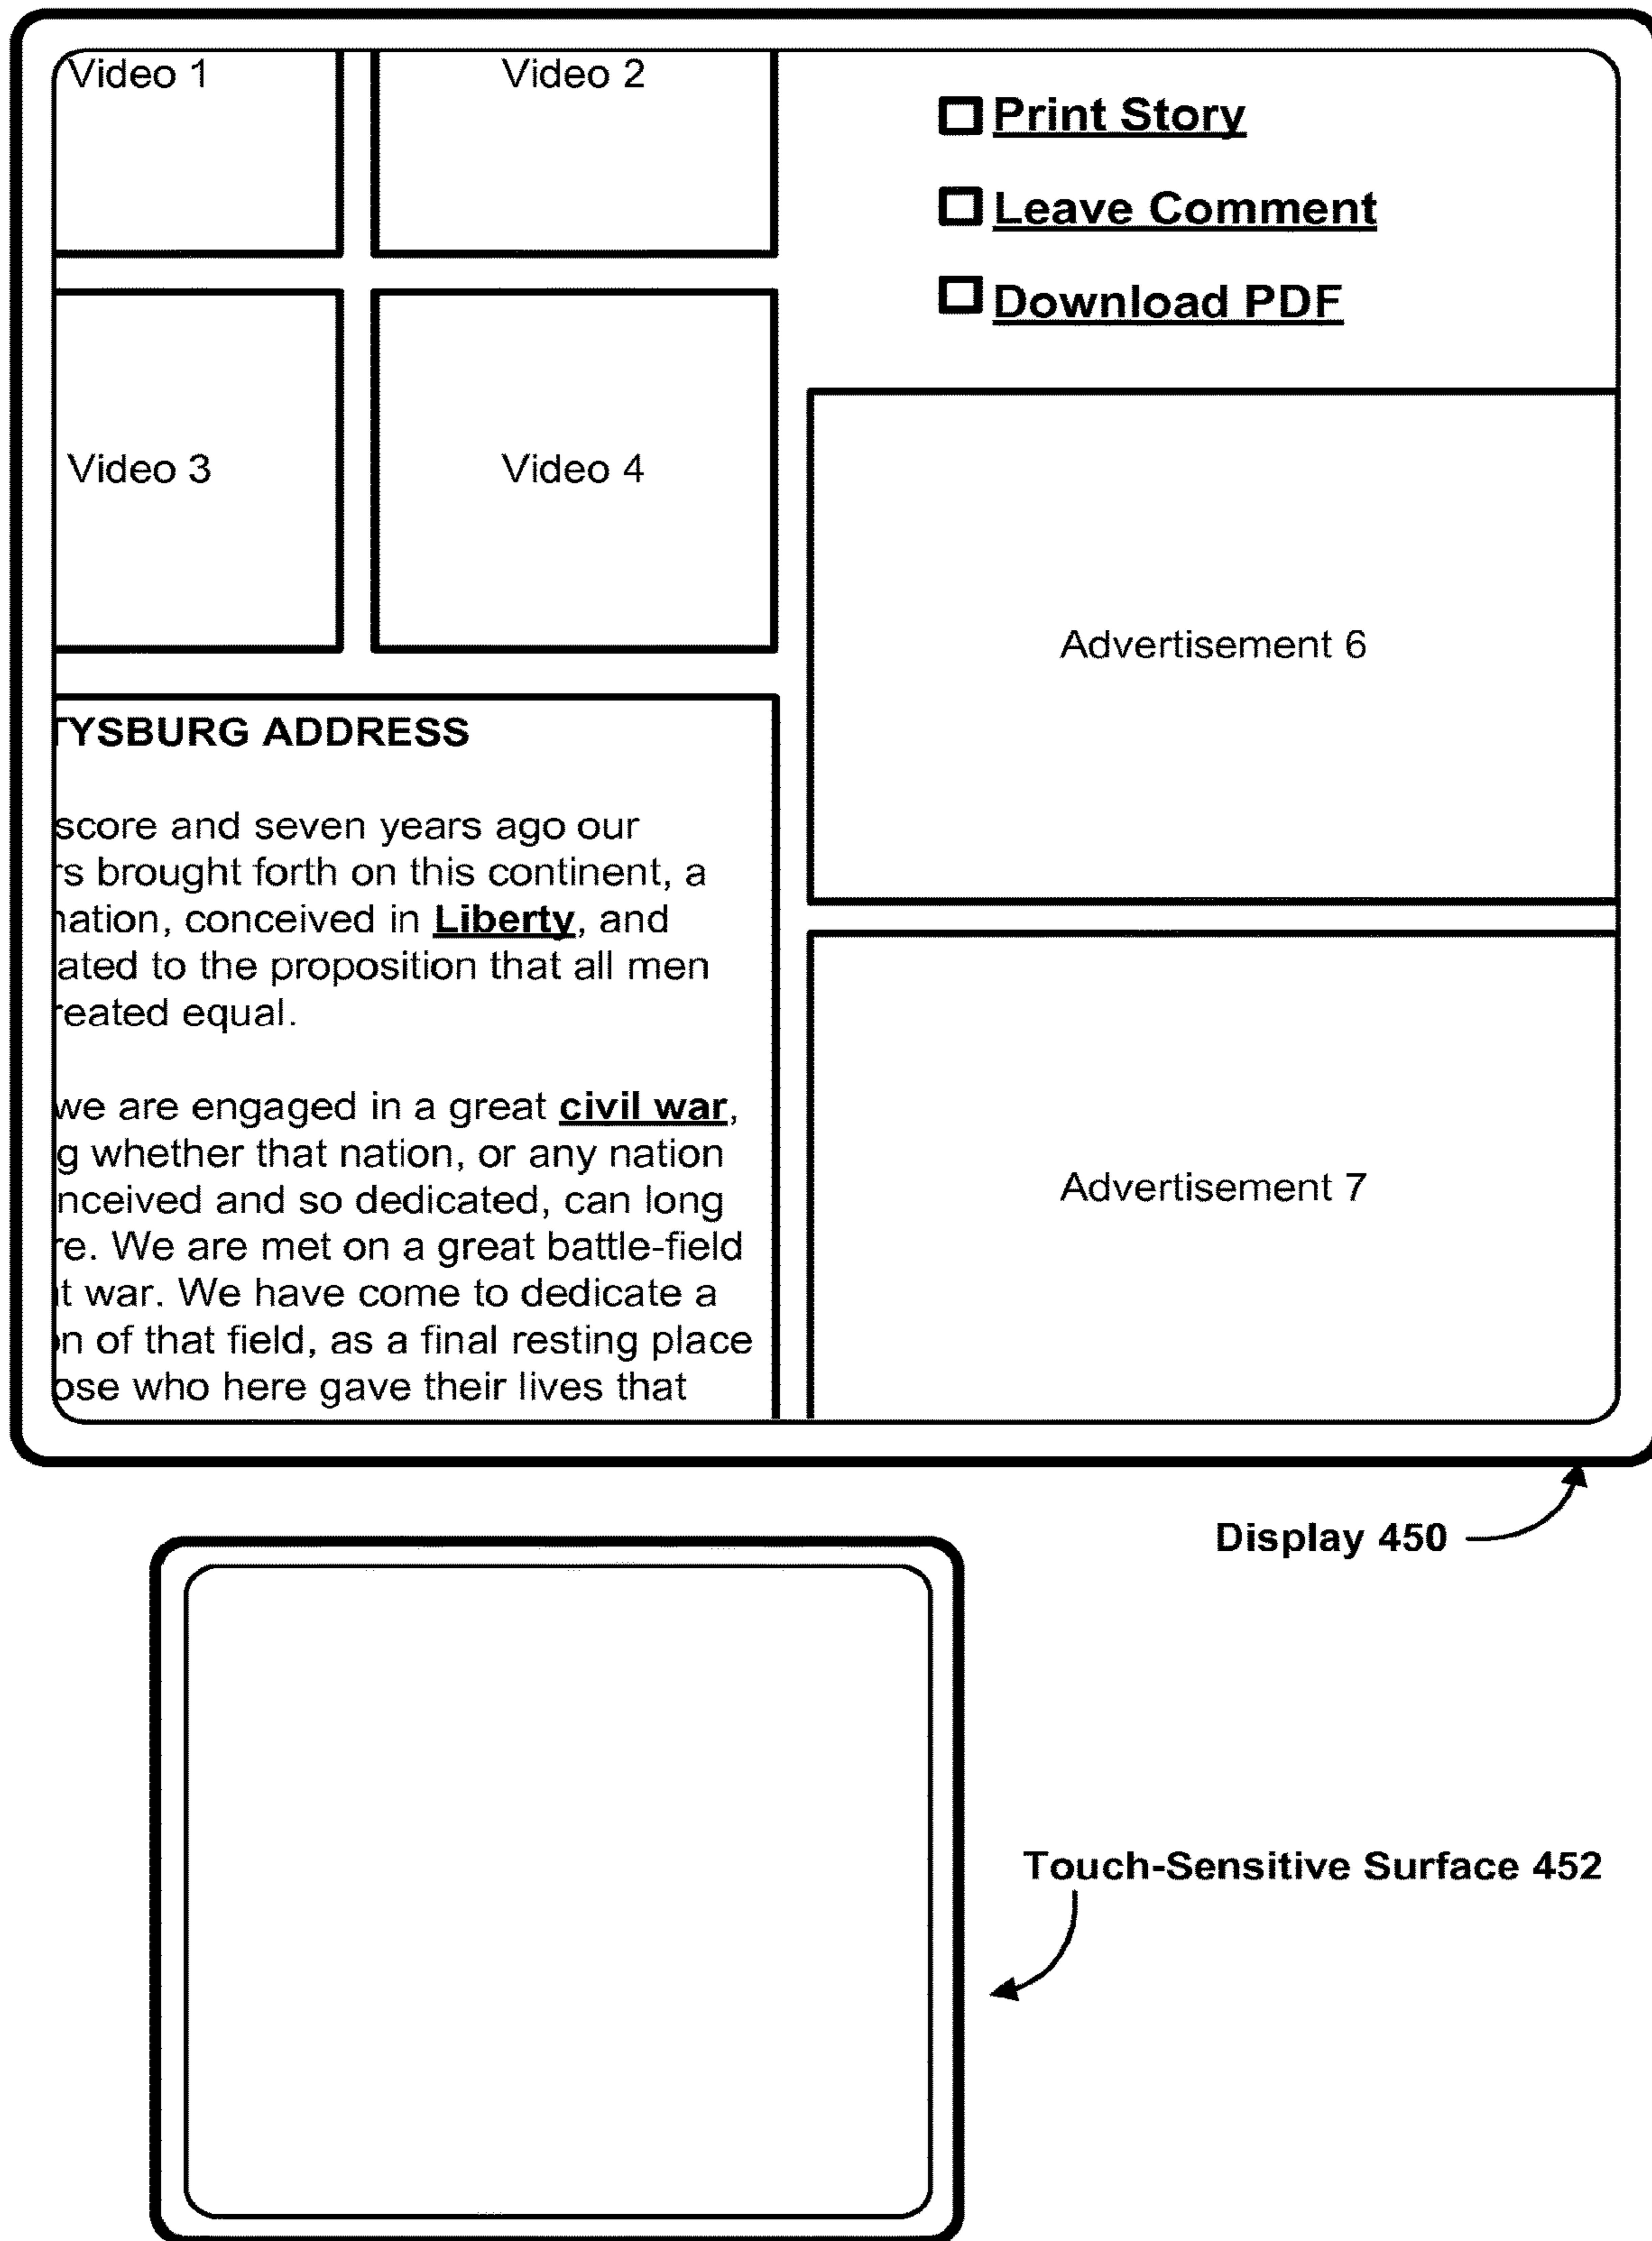 Video 1
Video 2
Print Story
Leave Comment
Download PDF
Video 3
Video 4
Advertisement 6
TYSBURG ADDRESS
score and seven years ago our
rs brought forth on this continent, a
nation, conceived in Liberty, and
ated to the proposition that all men
reated equal.
we are engaged in a great civil war,
g whether that nation, or any nation
nceived and so dedicated, can long
re. We are met on a great battle-field
t war. We have come to dedicate a
on of that field, as a final resting place
ose who here gave their lives that
Advertisement 7
Display 450
Touch-Sensitive Surface 452